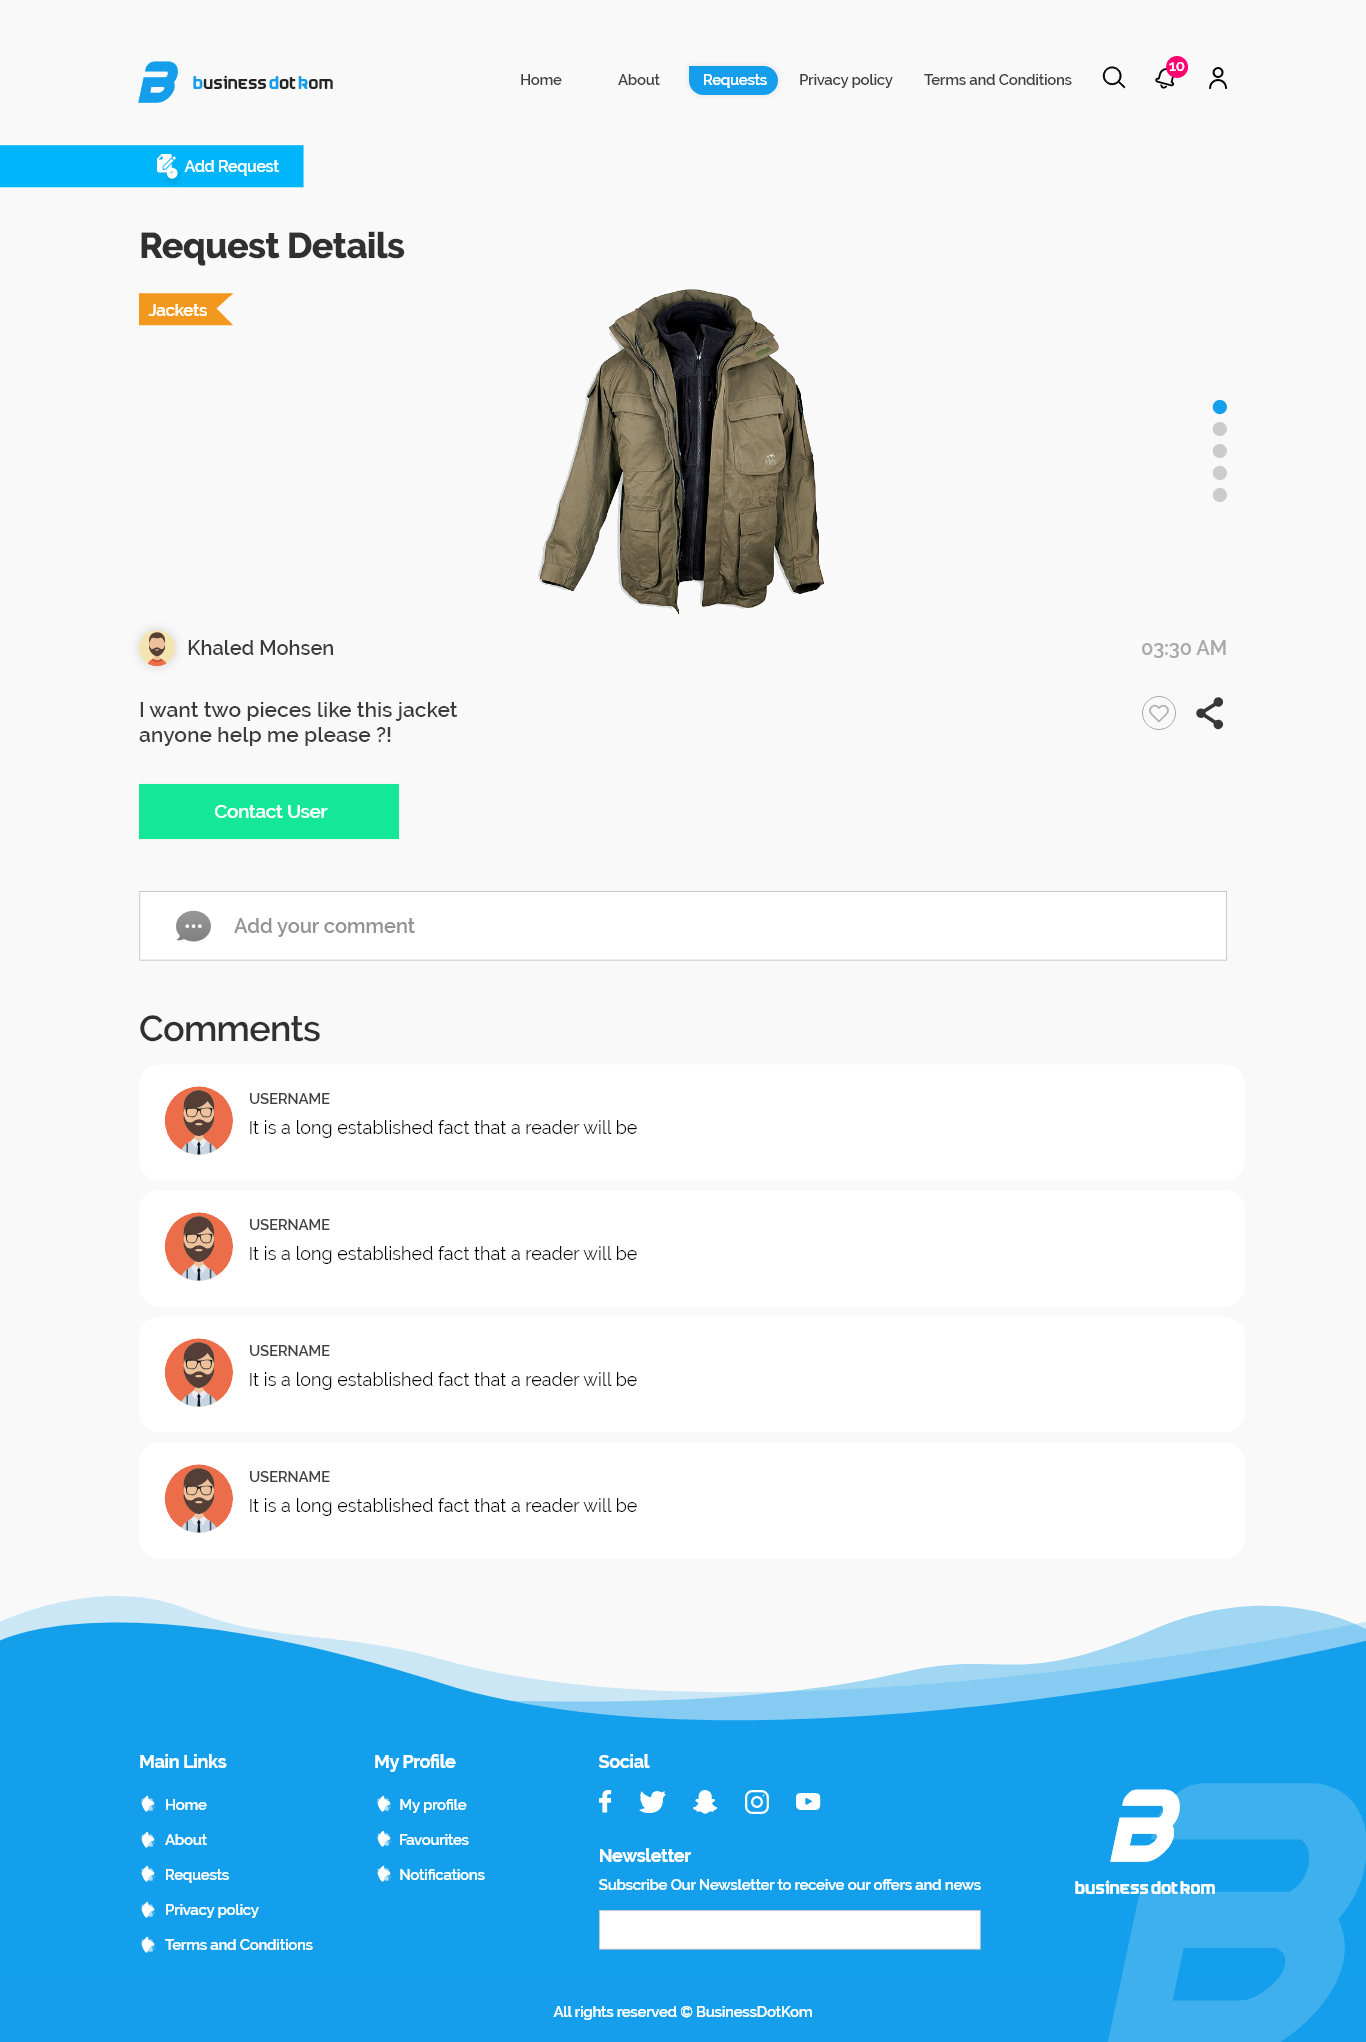 business dot kom
Home
About
Requests
Privacy policy
Terms and Conditions
10
Add Request
Request Details
Jackets
Khaled Mohsen
03:30 AM
I want two pieces like this jacket
anyone help me please ?!
Contact User
Add your comment
Comments
USERNAME
It is a long established fact that a reader will be
USERNAME
It is a long established fact that a reader will be
USERNAME
It is a long established fact that a reader will be
USERNAME
It is a long established fact that a reader will be
Main Links
Home
About
Requests
Privacy policy
Terms and Conditions
My Profile
My profile
Favourites
Notifications
Social
Newsletter
Subscribe Our Newsletter to receive our offers and news
business dot kom
All rights reserved © BusinessDotKom